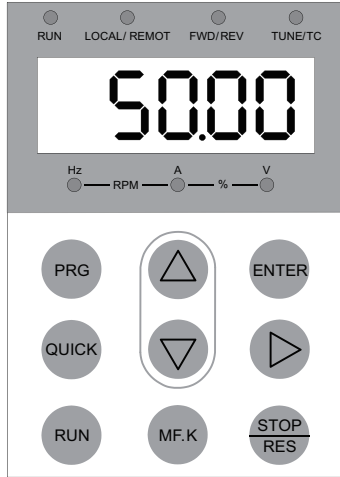 RUN LOCAL/REMOT FWD/REV TUNE/TC
50.00
Hz A V
RPM %
PRG ENTER
QUICK
RUN MF.K STOP
RES